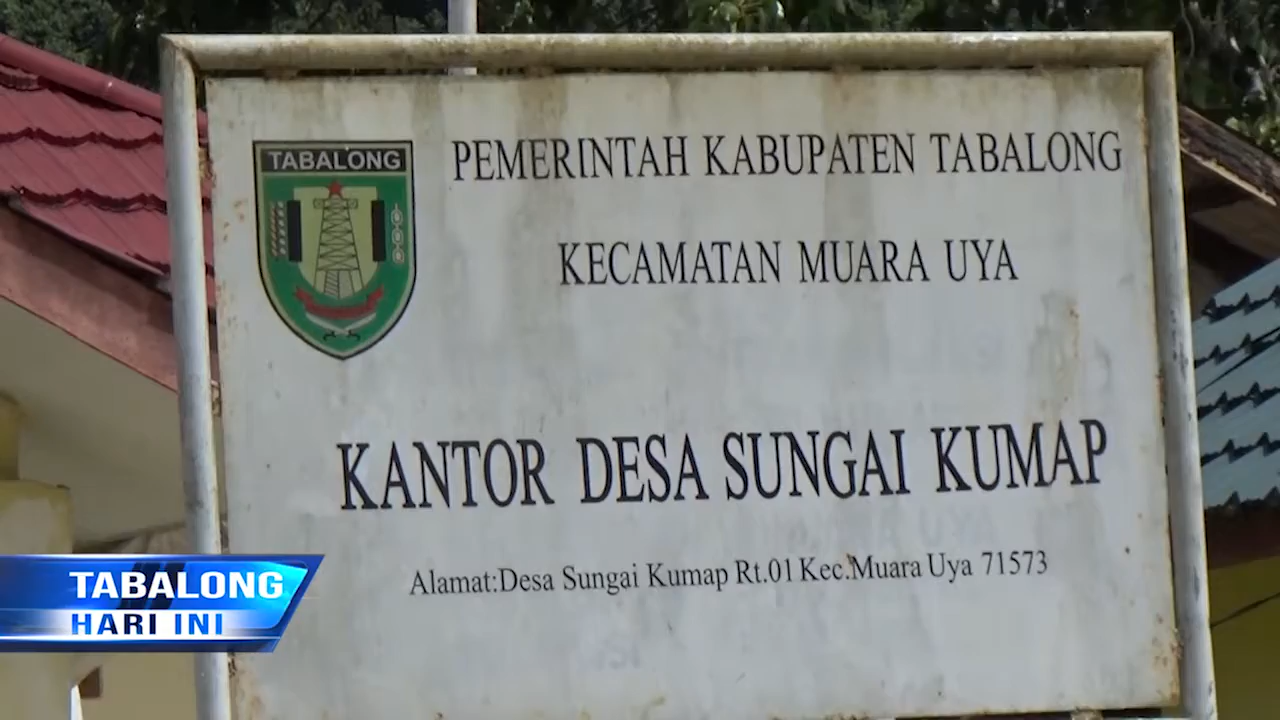 TABALONG
PEMERINTAH KABUPATEN TABALONG
KECAMATAN MUARA UYA
KANTOR DESA SUNGAI KUMAP
Alamat:Desa Sungai Kumap Rt.01 Kec.Muara Uya 71573
TABALONG
HARI INI